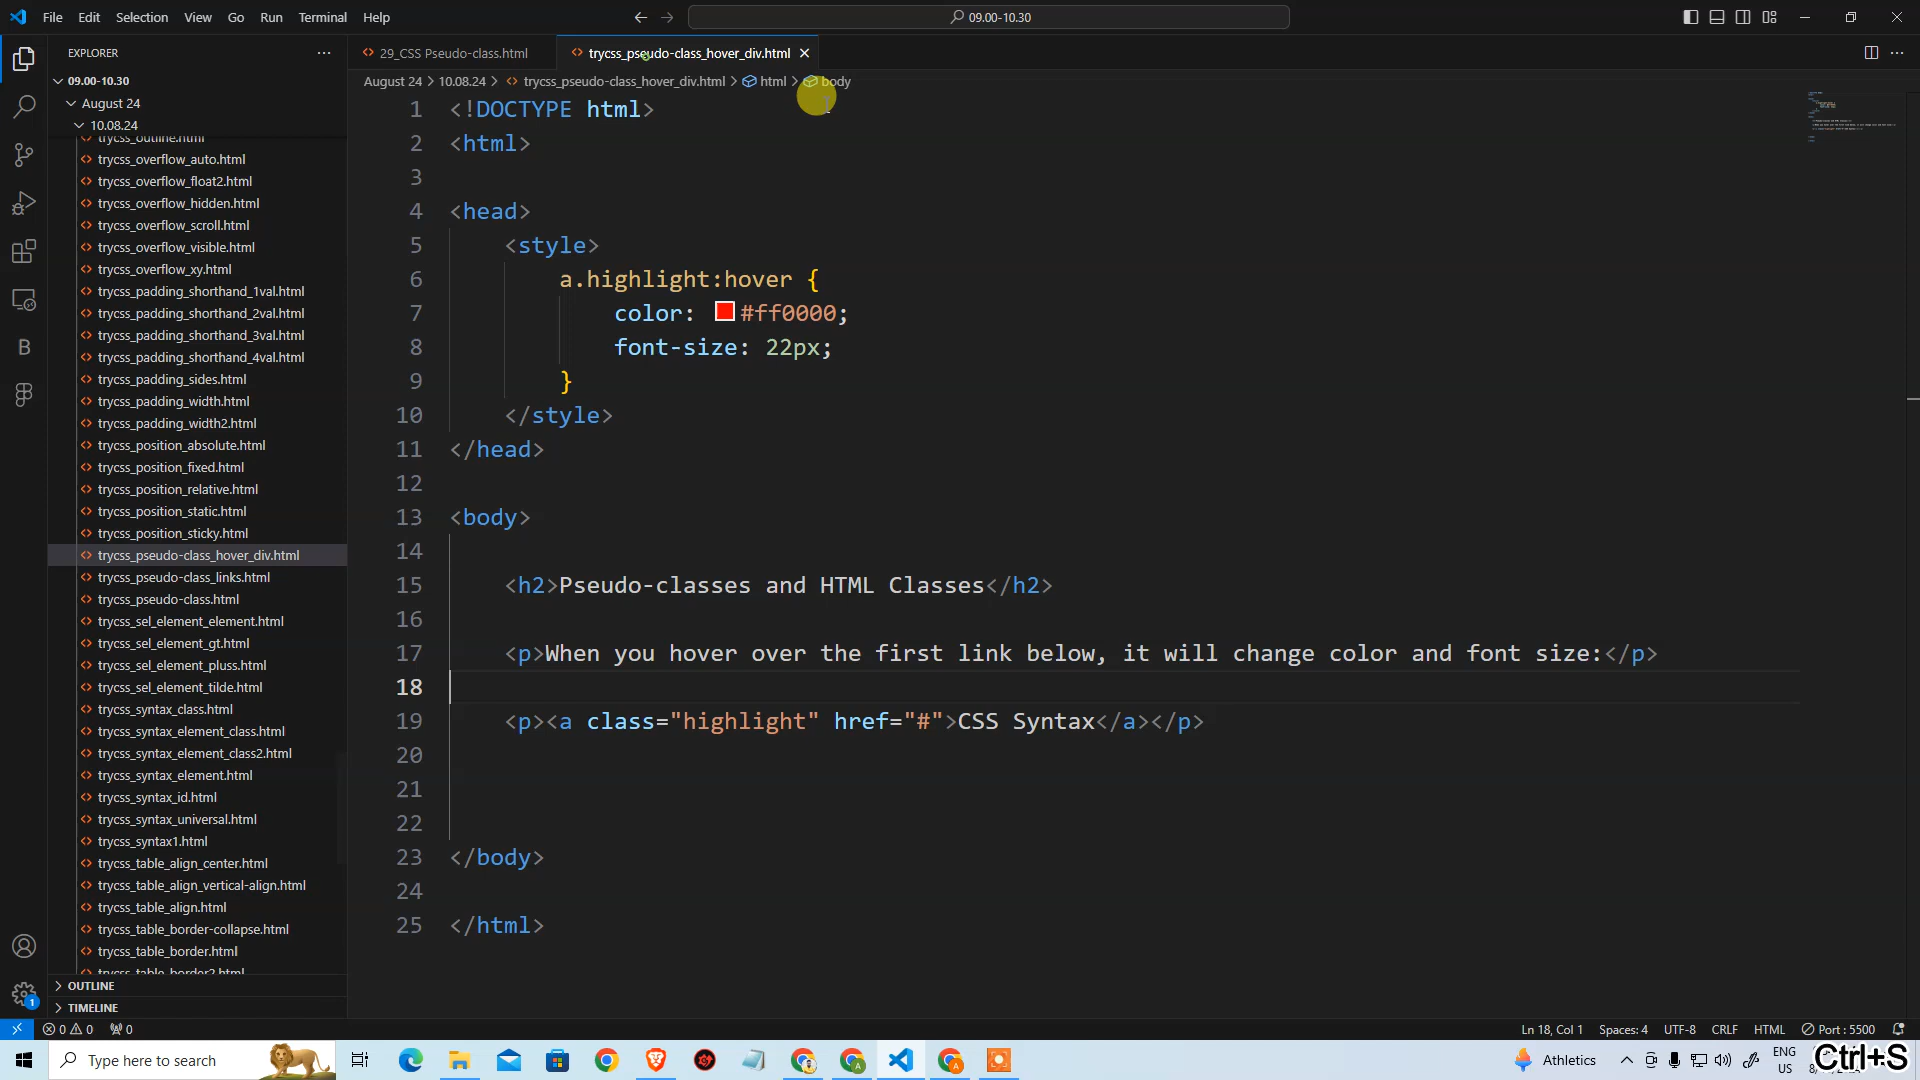 File Edit Selection View Go Run Terminal Help
09.00-10.30
EXPLORER
29_CSS Pseudo-class.html
trycss_pseudo-class_hover_div.html
09.00-10.30
August 24 > 10.08.24 > trycss_pseudo-class_hover_div.html > html > body
August 24
10.08.24
trycss_outline.html
trycss_overflow_auto.html
trycss_overflow_float2.html
trycss_overflow_hidden.html
trycss_overflow_scroll.html
trycss_overflow_visible.html
trycss_overflow_xy.html
trycss_padding_shorthand_1val.html
trycss_padding_shorthand_2val.html
trycss_padding_shorthand_3val.html
trycss_padding_shorthand_4val.html
trycss_padding_sides.html
trycss_padding_width.html
trycss_padding_width2.html
trycss_position_absolute.html
trycss_position_fixed.html
trycss_position_relative.html
trycss_position_static.html
trycss_position_sticky.html
trycss_pseudo-class_hover_div.html
trycss_pseudo-class_links.html
trycss_pseudo-class.html
trycss_sel_element_element.html
trycss_sel_element_gt.html
trycss_sel_element_pluss.html
trycss_sel_element_tilde.html
trycss_syntax_class.html
trycss_syntax_element_class.html
trycss_syntax_element_class2.html
trycss_syntax_element.html
trycss_syntax_id.html
trycss_syntax_universal.html
trycss_syntax1.html
trycss_table_align_center.html
trycss_table_align_vertical-align.html
trycss_table_align.html
trycss_table_border-collapse.html
trycss_table_border.html
trycss_table_border2.html
OUTLINE
TIMELINE
1 <!DOCTYPE html>
2 <html>
3
4 <head>
5 <style>
6 a.highlight:hover {
7 color: #ff0000;
8 font-size: 22px;
9 }
10 </style>
11 </head>
12
13 <body>
14
15 <h2>Pseudo-classes and HTML Classes</h2>
16
17 <p>When you hover over the first link below, it will change color and font size:</p>
18
19 <p><a class="highlight" href="#">CSS Syntax</a></p>
20
21
22
23 </body>
24
25 </html>
1
0 0 0
Ln 18, Col 1 Spaces: 4 UTF-8 CRLF HTML Port : 5500
Type here to search
Athletics
ENG
US
Ctrl+S